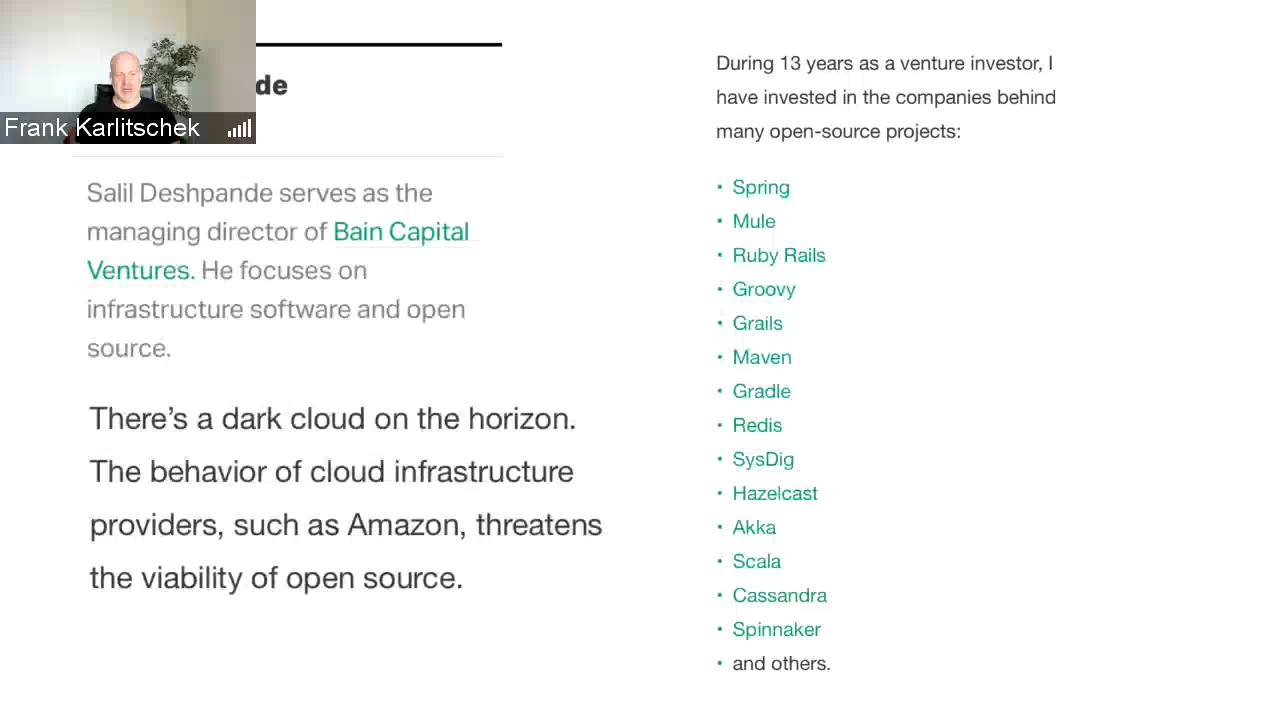 de
Frank Karlitschek
Salil Deshpande serves as the
managing director of Bain Capital
Ventures. He focuses on
infrastructure software and open
source.
There's a dark cloud on the horizon.
The behavior of cloud infrastructure
providers, such as Amazon, threatens
the viability of open source.
During 13 years as a venture investor, I
have invested in the companies behind
many open-source projects:
• Spring
• Mule
• Ruby Rails
• Groovy
• Grails
• Maven
• Gradle
• Redis
• SysDig
• Hazelcast
• Akka
• Scala
• Cassandra
• Spinnaker
• and others.